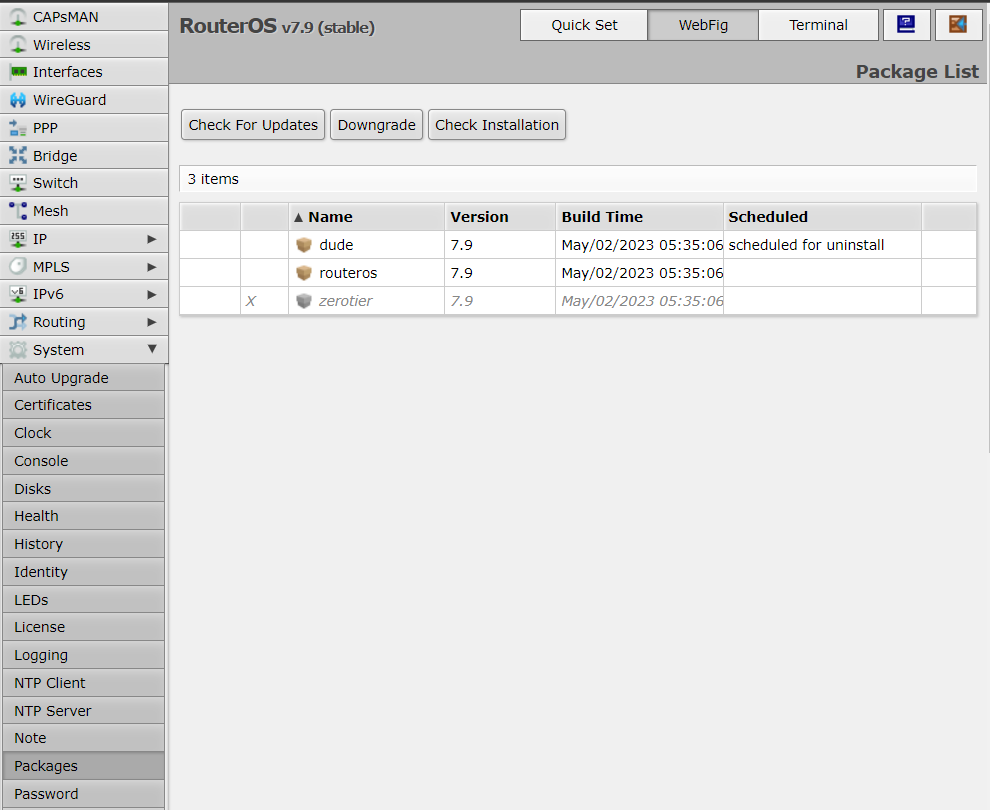 CAPsMAN
Wireless
Interfaces
WireGuard
PPP
Bridge
Switch
Mesh
IP
MPLS
IPv6
Routing
System
Auto Upgrade
Certificates
Clock
Console
Disks
Health
History
Identity
LEDs
License
Logging
NTP Client
NTP Server
Note
Packages
Password
RouterOS v7.9 (stable)
Quick Set WebFig Terminal
Package List
Check For Updates Downgrade Check Installation
3 items
Name Version Build Time Scheduled
dude 7.9 May/02/2023 05:35:06 scheduled for uninstall
routeros 7.9 May/02/2023 05:35:06
X zerotier 7.9 May/02/2023 05:35:06